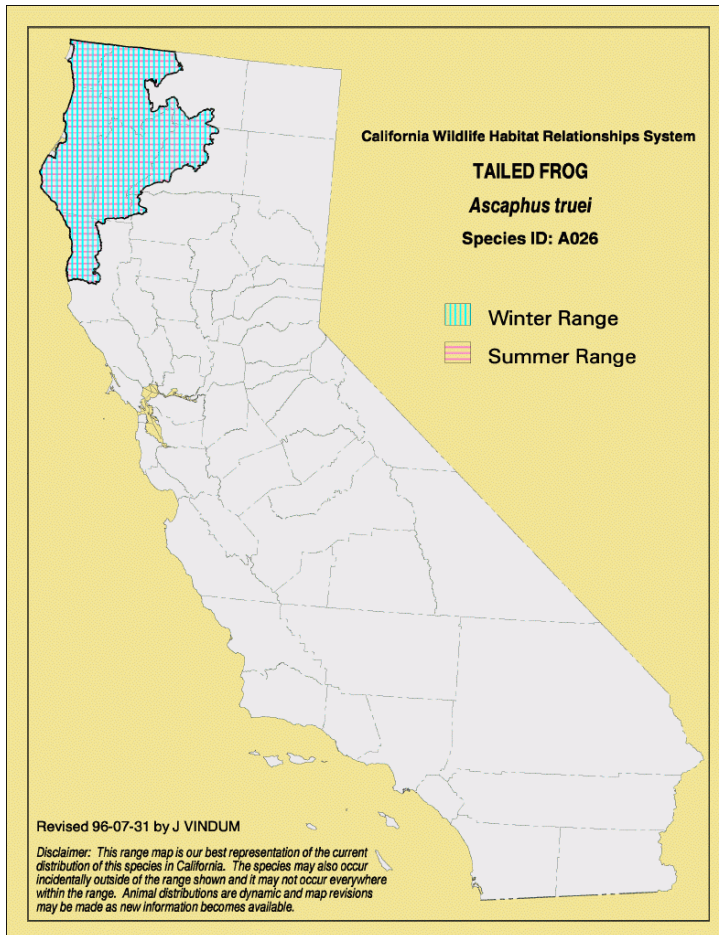 California Wildlife Habitat Relationships System
TAILED FROG
Ascaphus truei
Species ID: A026
Winter Range
Summer Range
Revised 96-07-31 by J VINDUM
Disclaimer: This range map is our best representation of the current
distribution of this species in California. The species may also occur
incidentally outside of the range shown and it may not occur everywhere
within the range. Animal distributions are dynamic and map revisions
may be made as new information becomes available.